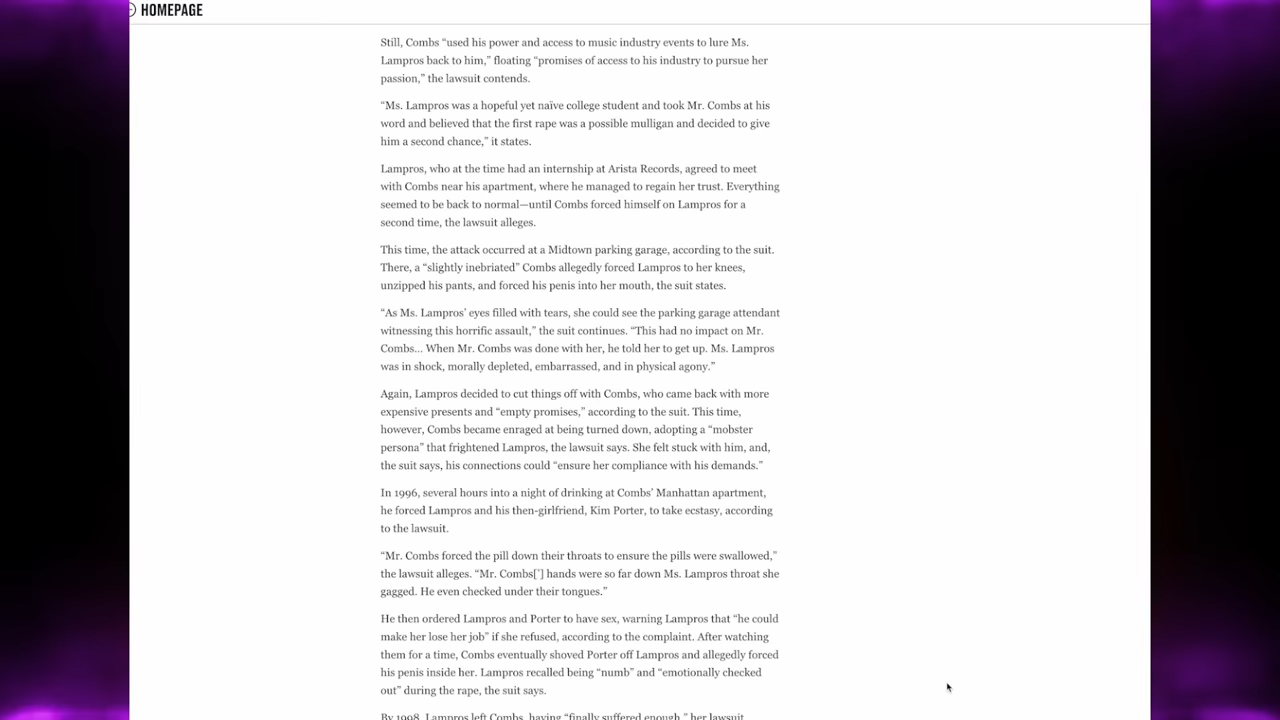 HOMEPAGE
Still, Combs “used his power and access to music industry events to lure Ms.
Lampros back to him,” floating “promises of access to his industry to pursue her
passion,” the lawsuit contends.
“Ms. Lampros was a hopeful yet naïve college student and took Mr. Combs at his
word and believed that the first rape was a possible mulligan and decided to give
him a second chance,” it states.
Lampros, who at the time had an internship at Arista Records, agreed to meet
with Combs near his apartment, where he managed to regain her trust. Everything
seemed to be back to normal—until Combs forced himself on Lampros for a
second time, the lawsuit alleges.
This time, the attack occurred at a Midtown parking garage, according to the suit.
There, a “slightly inebriated” Combs allegedly forced Lampros to her knees,
unzipped his pants, and forced his penis into her mouth, the suit states.
“As Ms. Lampros’ eyes filled with tears, she could see the parking garage attendant
witnessing this horrific assault,” the suit continues. “This had no impact on Mr.
Combs... When Mr. Combs was done with her, he told her to get up. Ms. Lampros
was in shock, morally depleted, embarrassed, and in physical agony.”
Again, Lampros decided to cut things off with Combs, who came back with more
expensive presents and “empty promises,” according to the suit. This time,
however, Combs became enraged at being turned down, adopting a “mobster
persona” that frightened Lampros, the lawsuit says. She felt stuck with him, and,
the suit says, his connections could “ensure her compliance with his demands.”
In 1996, several hours into a night of drinking at Combs’ Manhattan apartment,
he forced Lampros and his then-girlfriend, Kim Porter, to take ecstasy, according
to the lawsuit.
“Mr. Combs forced the pill down their throats to ensure the pills were swallowed,”
the lawsuit alleges. “Mr. Combs['] hands were so far down Ms. Lampros throat she
gagged. He even checked under their tongues.”
He then ordered Lampros and Porter to have sex, warning Lampros that “he could
make her lose her job” if she refused, according to the complaint. After watching
them for a time, Combs eventually shoved Porter off Lampros and allegedly forced
his penis inside her. Lampros recalled being “numb” and “emotionally checked
out” during the rape, the suit says.
By 1998, Lampros left Combs, having “finally suffered enough,” her lawsuit